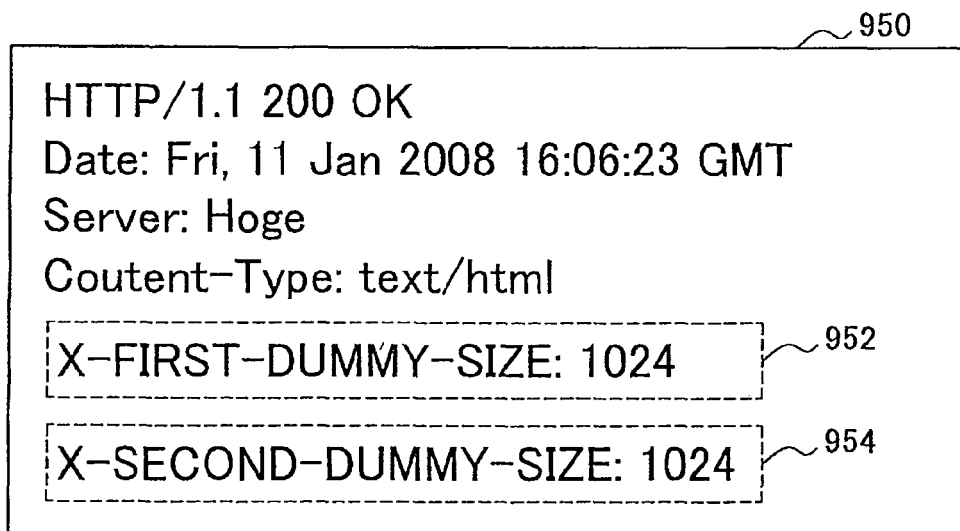 950
HTTP/1.1 200 OK
Date: Fri, 11 Jan 2008 16:06:23 GMT
Server: Hoge
Coutent-Type: text/html
X-FIRST-DUMMY-SIZE: 1024
952
X-SECOND-DUMMY-SIZE: 1024
954